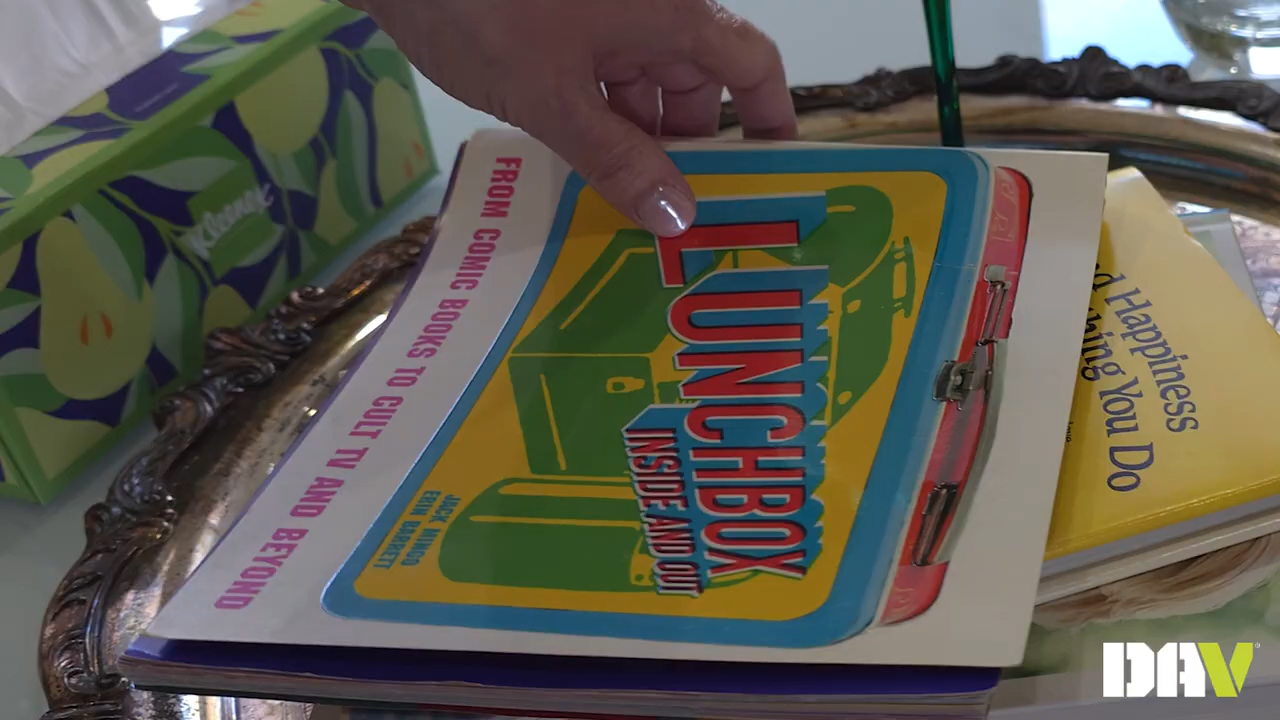 Kleenex
FROM COMIC BOOKS TO CULT TV AND BEYOND
LUNCHBOX
INSIDE AND OUT
JACK MINGO
ERIN BARRETT
Happiness
You Do
DAV